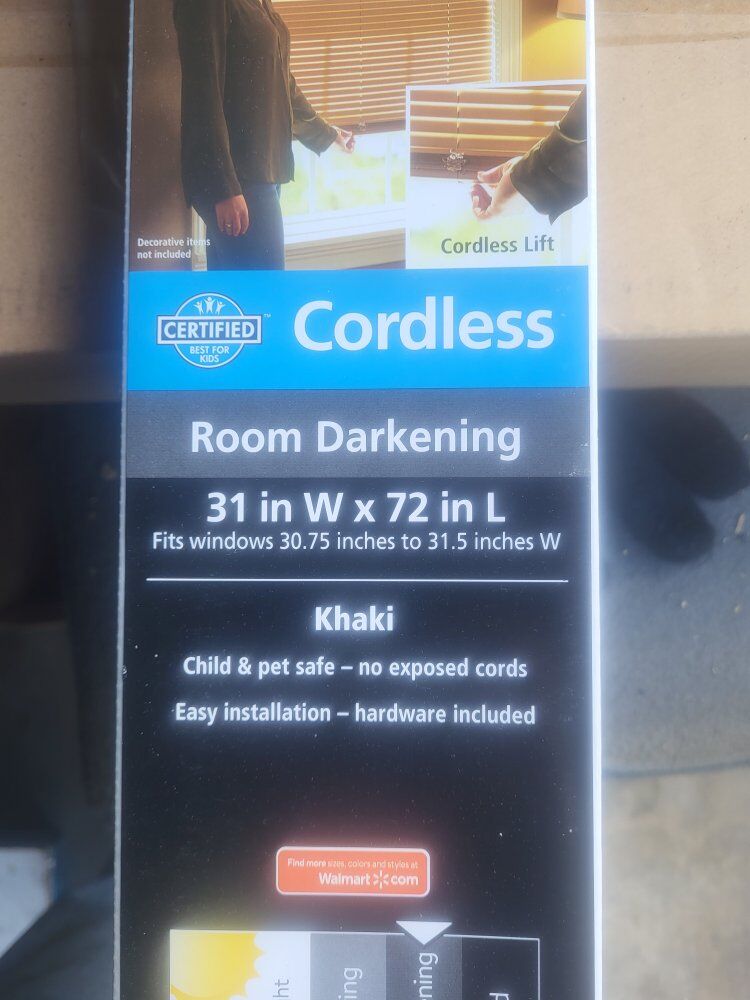 Decorative items
not included
Cordless Lift
CERTIFIED™
BEST FOR
KIDS
Cordless
Room Darkening
31 in W x 72 in L
Fits windows 30.75 inches to 31.5 inches W
Khaki
Child & pet safe – no exposed cords
Easy installation – hardware included
Find more sizes, colors and styles at
Walmart com